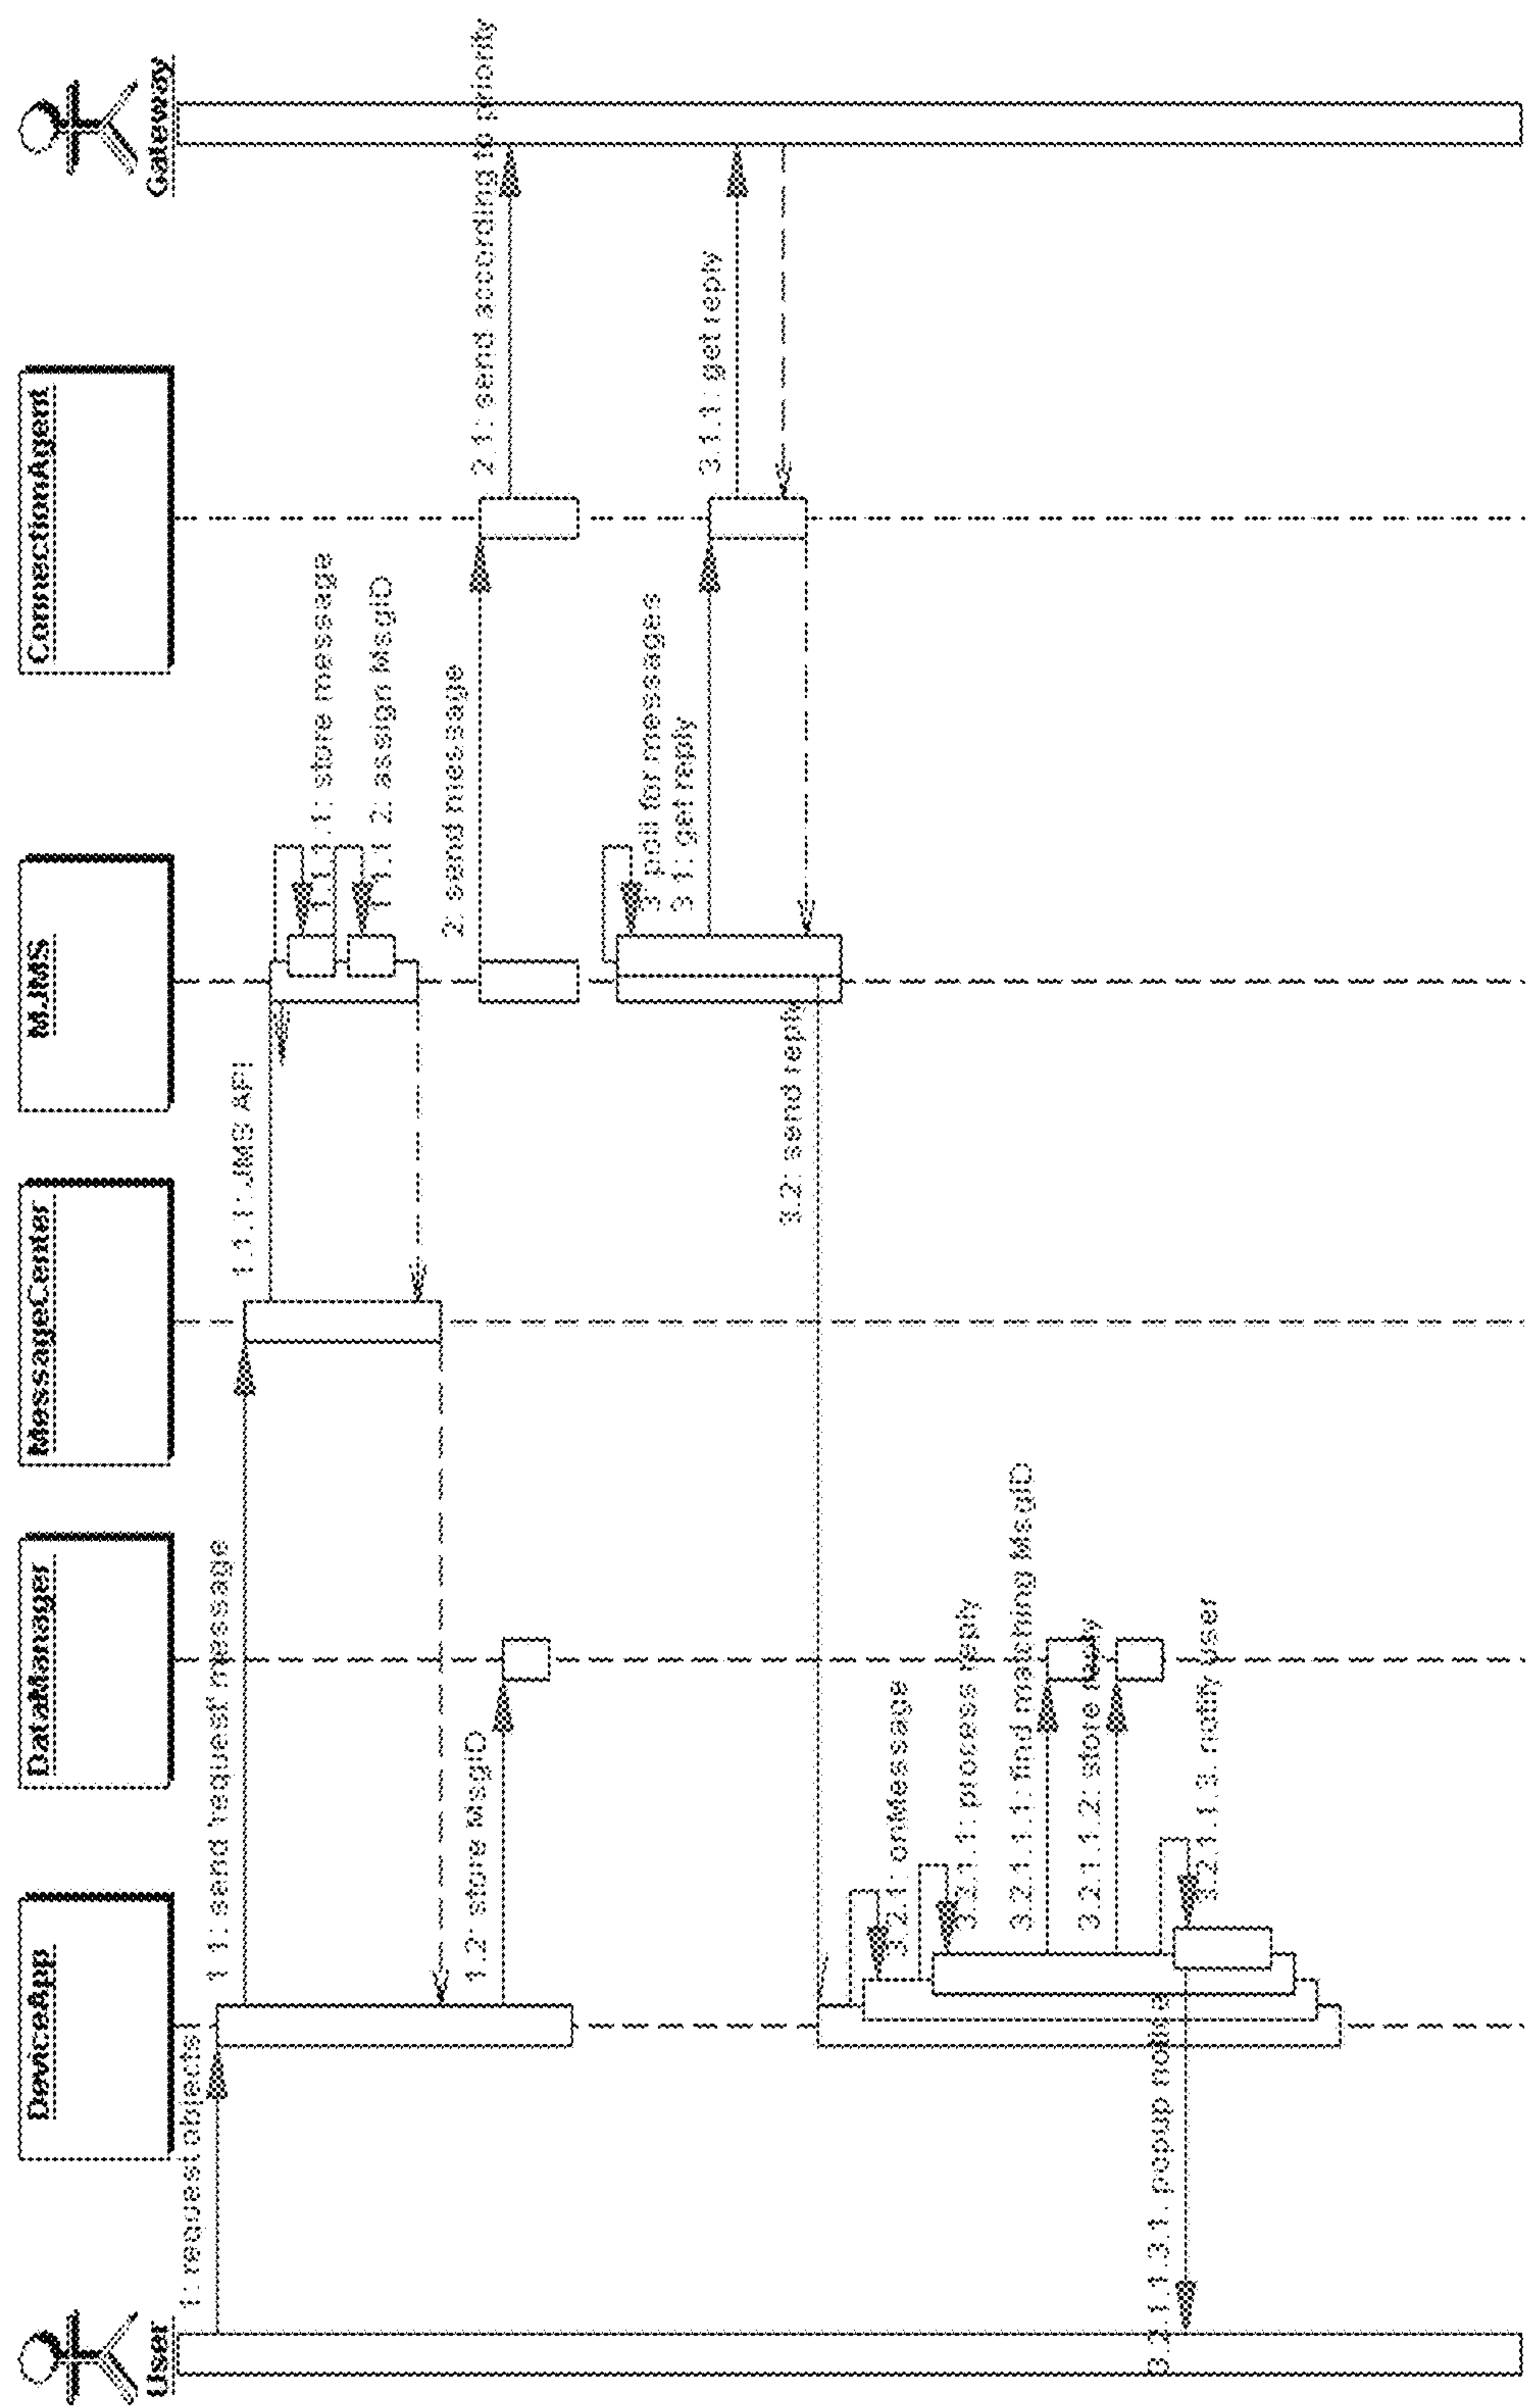 User
DeviceApp
DataManager
MessageCenter
MJMS
ConnectionAgent
Gateway
1: request objects
1.1: send request message
1.1.1: JMS API
1.1.1.1: store message
1.1.1.2: assign MsgID
1.2: store MsgID
2: send message
2.1: send according to priority
3: poll for messages
3.1: get reply
3.1.1: get reply
3.2: send reply
3.2.1: onMessage
3.2.1.1: process reply
3.2.1.1.1: find matching MsgID
3.2.1.1.2: store reply
3.2.1.1.3: notify user
3.2.1.1.3.1: popup notice